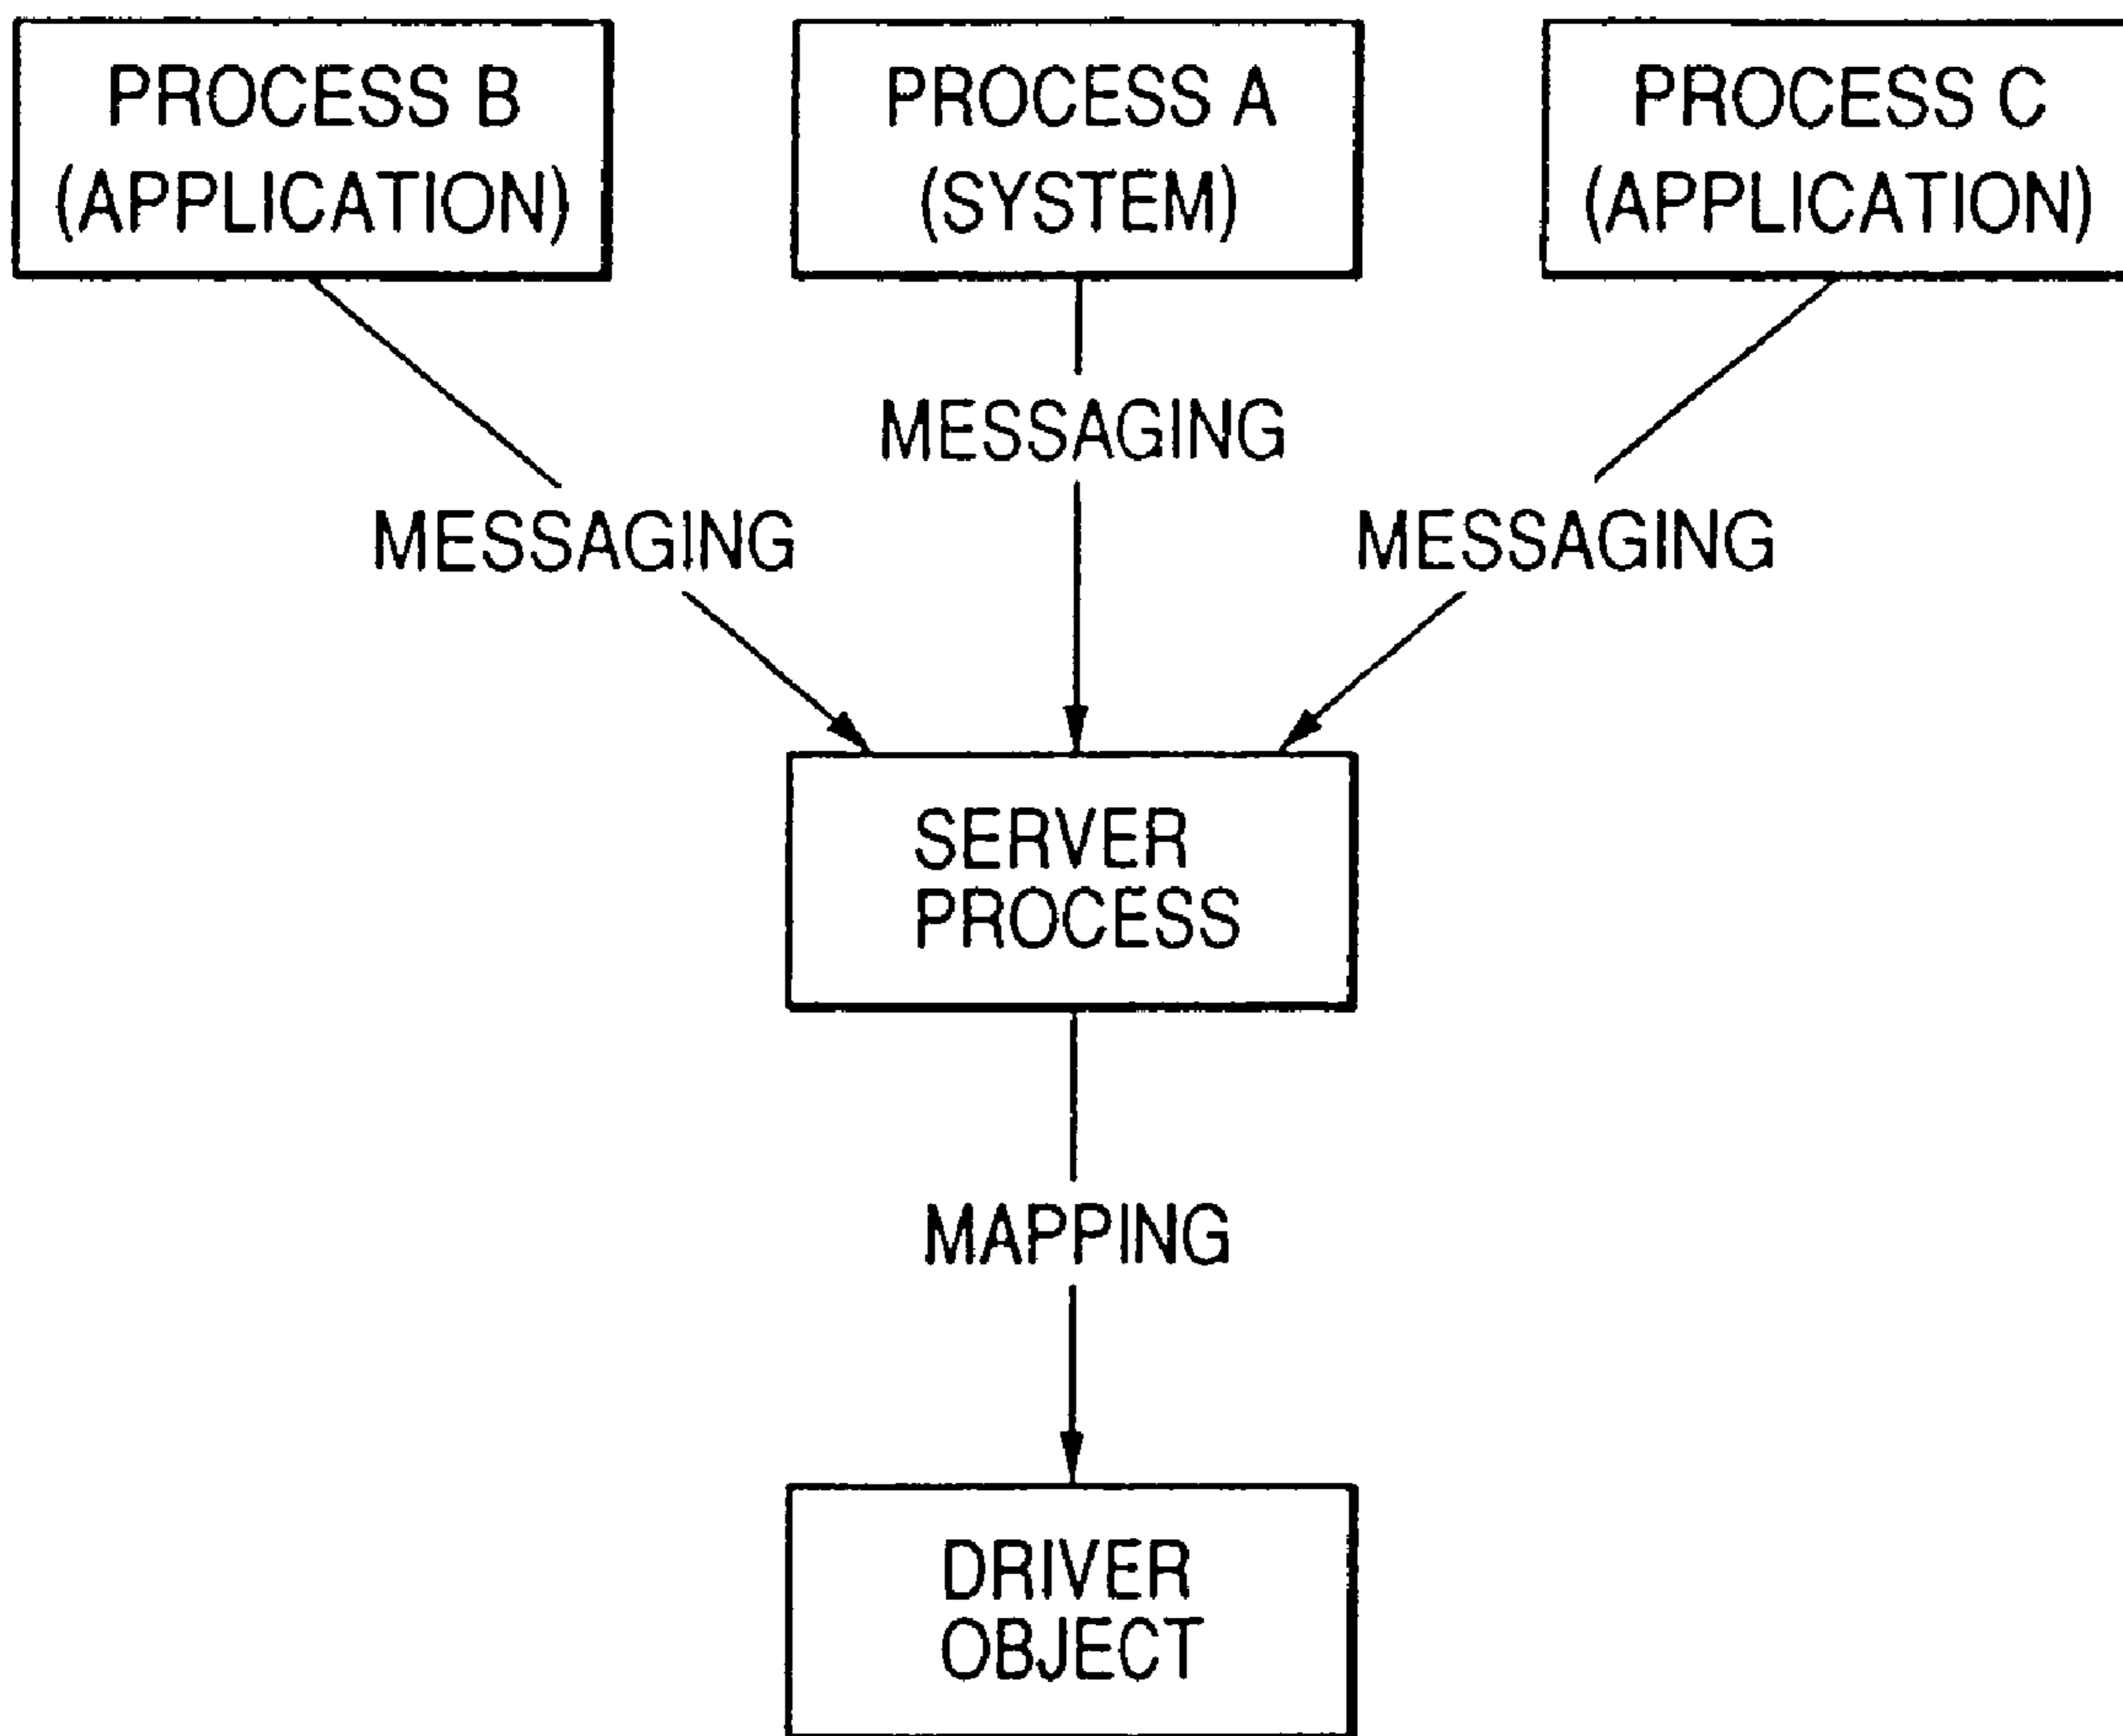 PROCESS B
(APPLICATION)
PROCESS A
(SYSTEM)
PROCESS C
(APPLICATION)
MESSAGING
MESSAGING
MESSAGING
SERVER
PROCESS
MAPPING
DRIVER
OBJECT